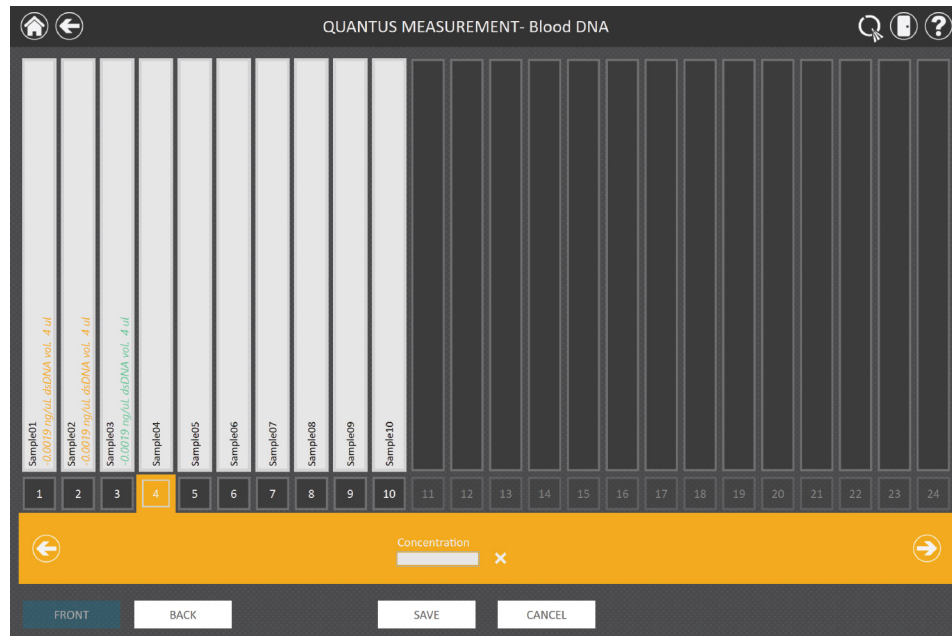 QUANTUS MEASUREMENT- Blood DNA
?
Sample01
-0.0019 ng/uL dsDNA vol. 4 ul
Sample02
-0.0019 ng/uL dsDNA vol. 4 ul
Sample03
-0.0019 ng/uL dsDNA vol. 4 ul
Sample04
Sample05
Sample06
Sample07
Sample08
Sample09
Sample10
1 2 3 4 5 6 7 8 9 10 11 12 13 14 15 16 17 18 19 20 21 22 23 24
Concentration
FRONT BACK SAVE CANCEL